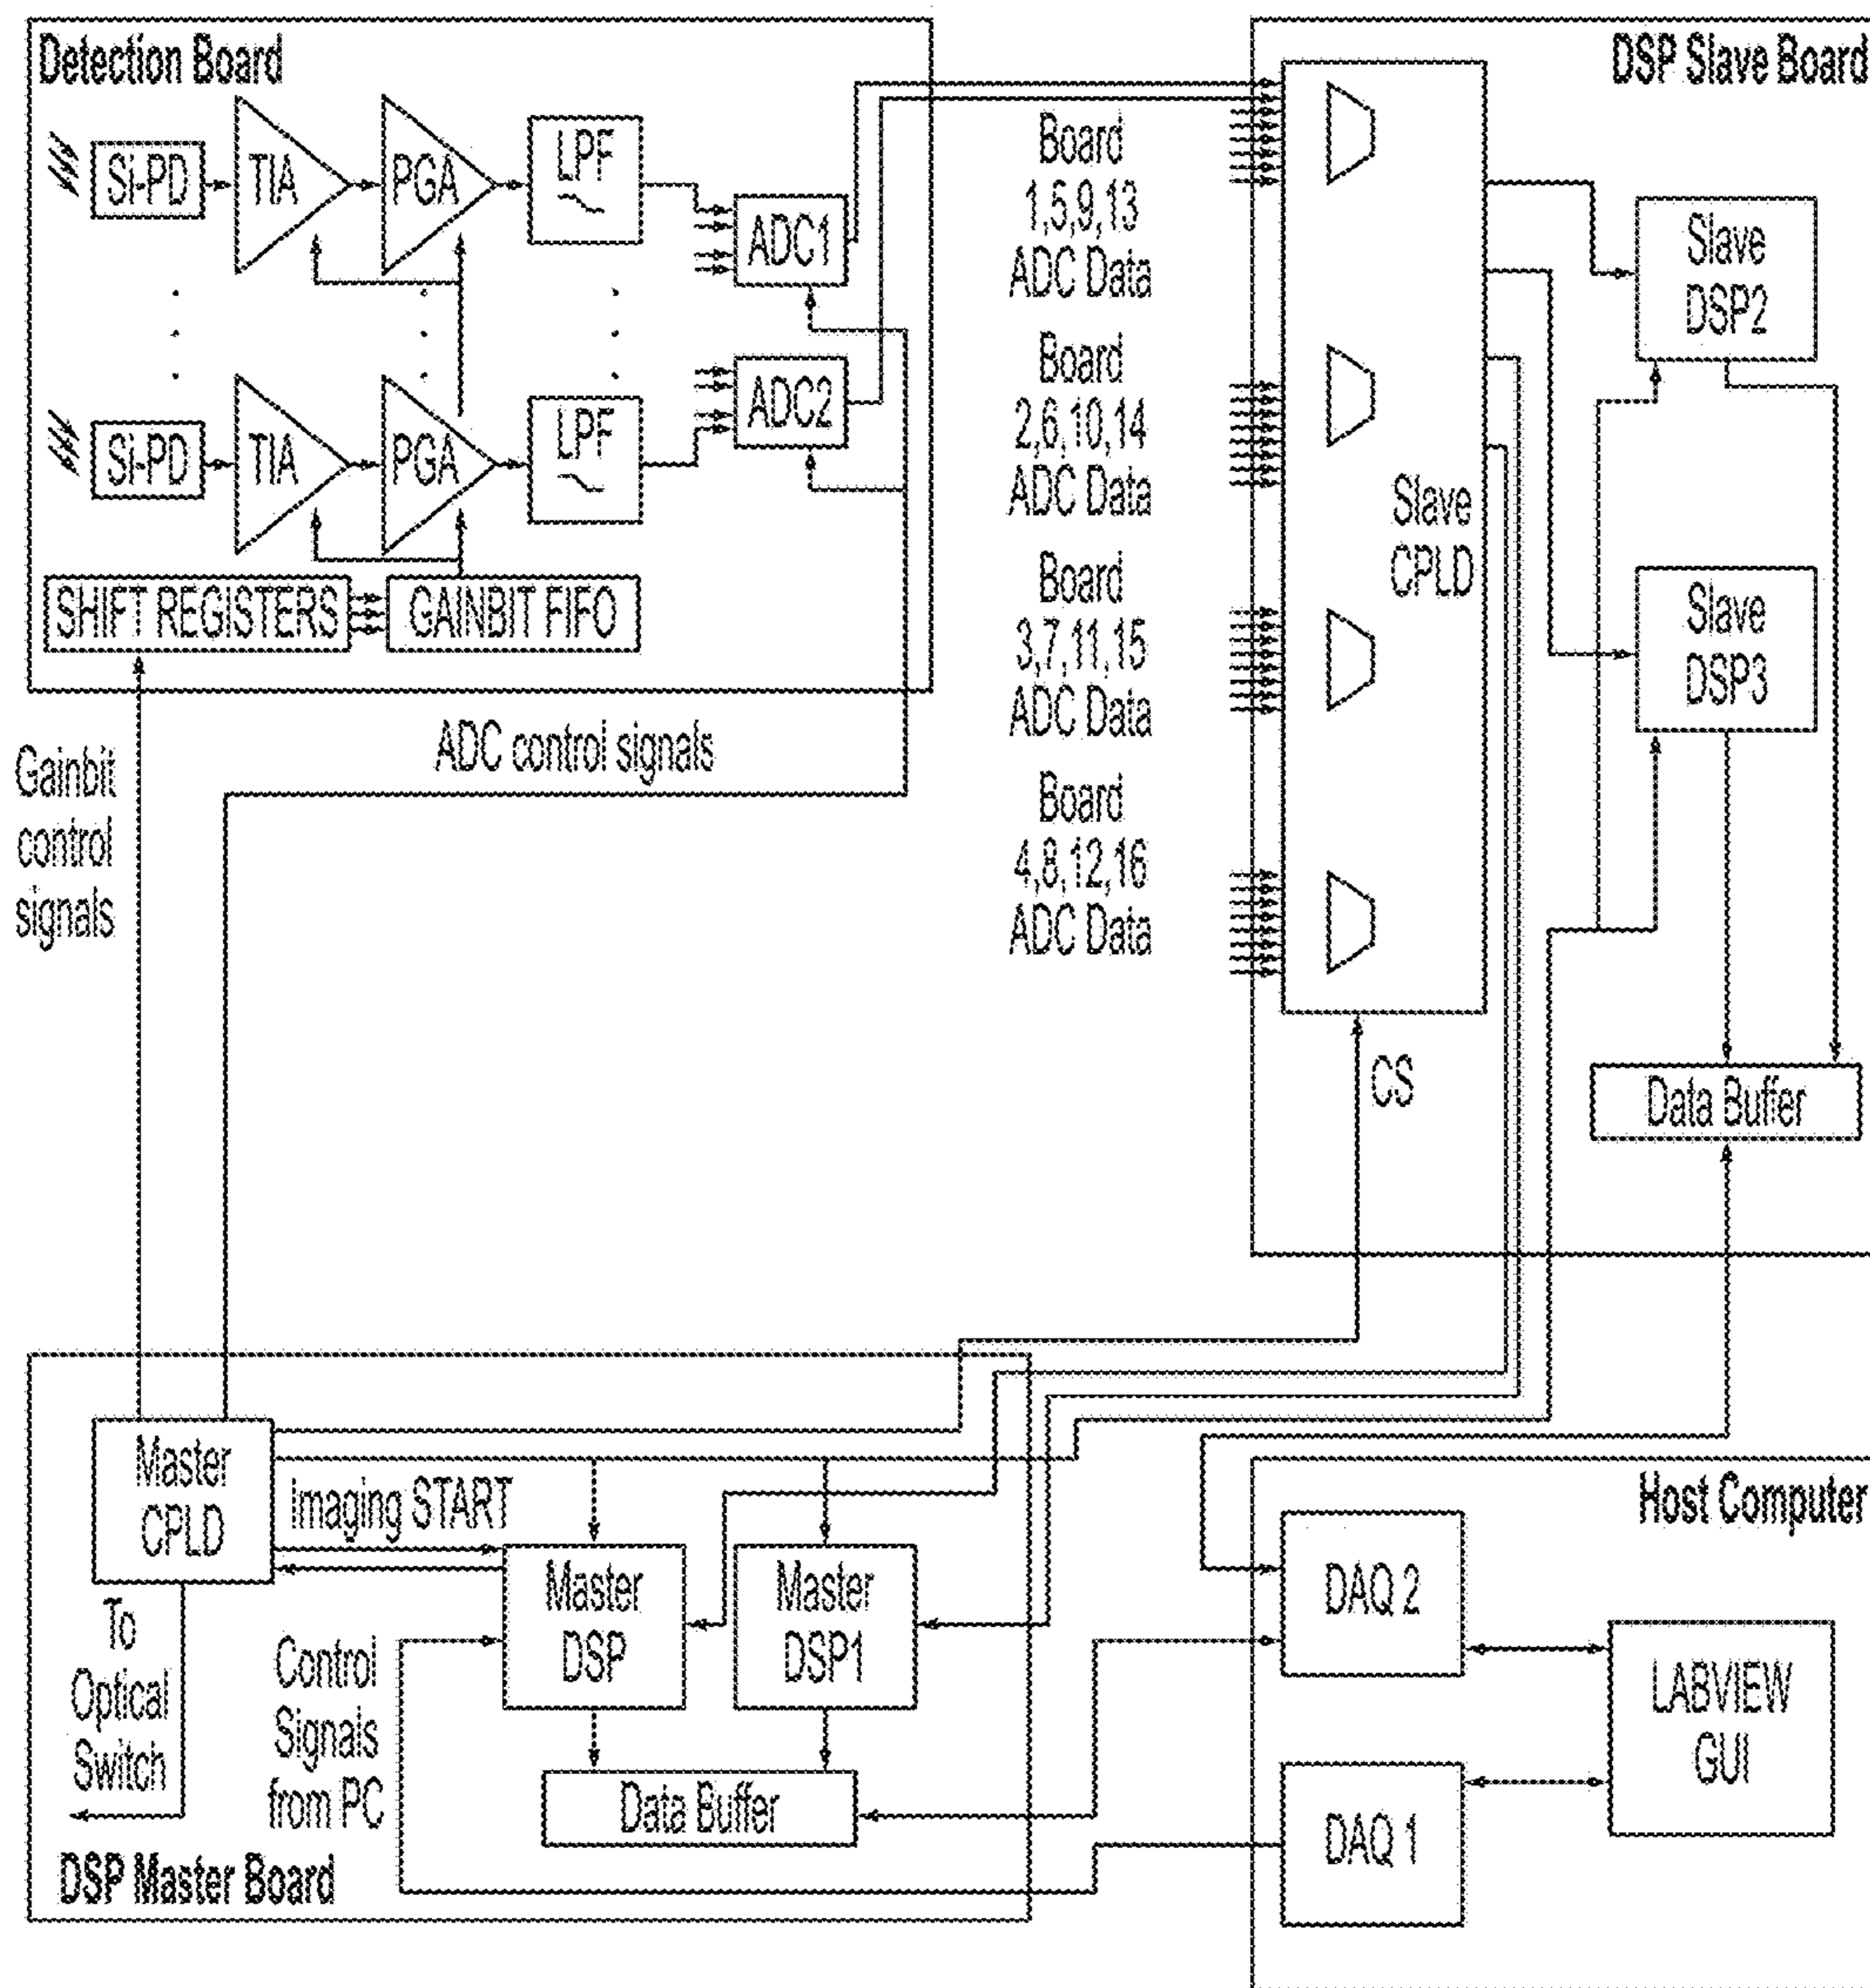 Detection Board
Si-PD
TIA
PGA
LPF
ADC1
Si-PD
TIA
PGA
LPF
ADC2
SHIFT REGISTERS
GAINBIT FIFO
Gainbit
control
signals
ADC control signals
Board
1,5,9,13
ADC Data
Board
2,6,10,14
ADC Data
Board
3,7,11,15
ADC Data
Board
4,8,12,16
ADC Data
DSP Slave Board
Slave
CPLD
Slave
DSP2
Slave
DSP3
CS
Data Buffer
Master
CPLD
Imaging START
To
Optical
Switch
Control
Signals
from PC
Master
DSP
Master
DSP1
Data Buffer
DSP Master Board
Host Computer
DAQ 2
DAQ 1
LABVIEW
GUI